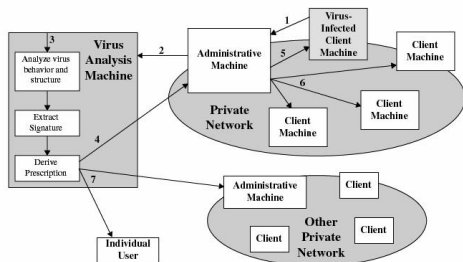 3
Virus
Analysis
Machine
Analyze virus
behavior and
structure
Extract
Signature
Derive
Prescription
2
4
7
Administrative
Machine
1
5
6
Virus-
Infected
Client
Machine
Client
Machine
Client
Machine
Client
Machine
Private
Network
Administrative
Machine
Client
Client
Client
Other
Private
Network
Individual
User